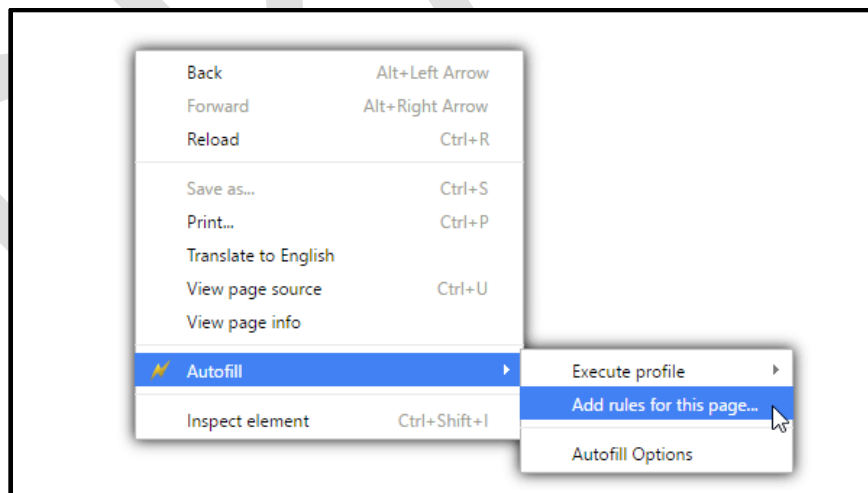 Back Alt+Left Arrow
Forward Alt+Right Arrow
Reload Ctrl+R
Save as... Ctrl+S
Print... Ctrl+P
Translate to English
View page source Ctrl+U
View page info
Autofill
Inspect element Ctrl+Shift+I
Execute profile
Add rules for this page...
Autofill Options